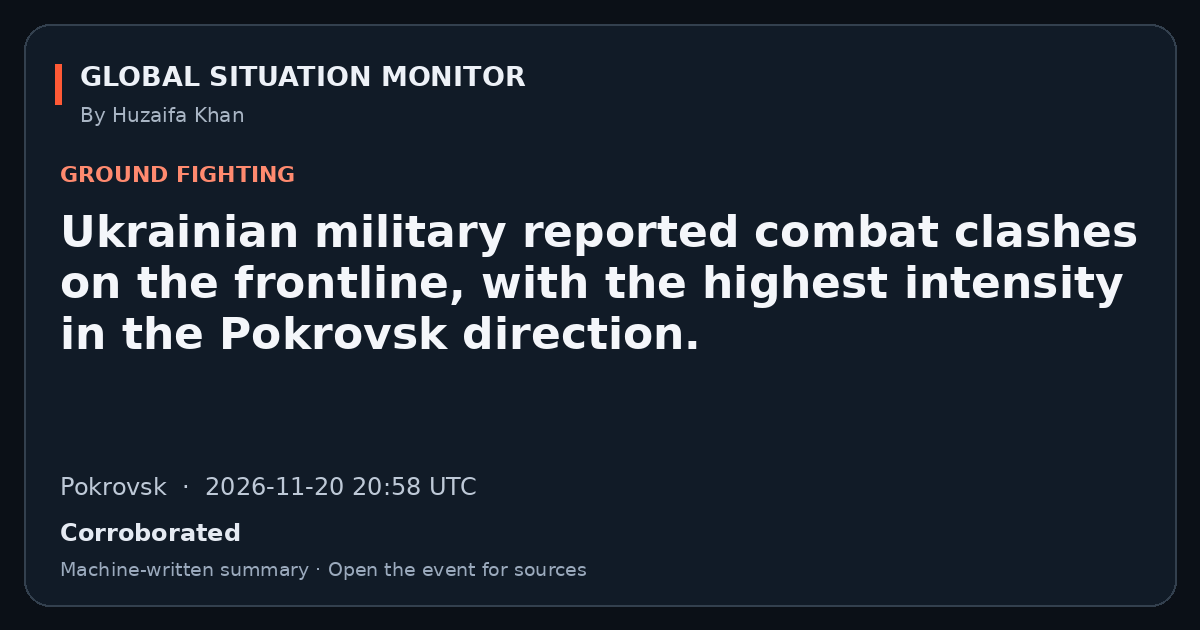 GLOBAL SITUATION MONITOR
By Huzaifa Khan
GROUND FIGHTING
Ukrainian military reported combat clashes
on the frontline, with the highest intensity
in the Pokrovsk direction.
Pokrovsk · 2026-11-20 20:58 UTC
Corroborated
Machine-written summary · Open the event for sources